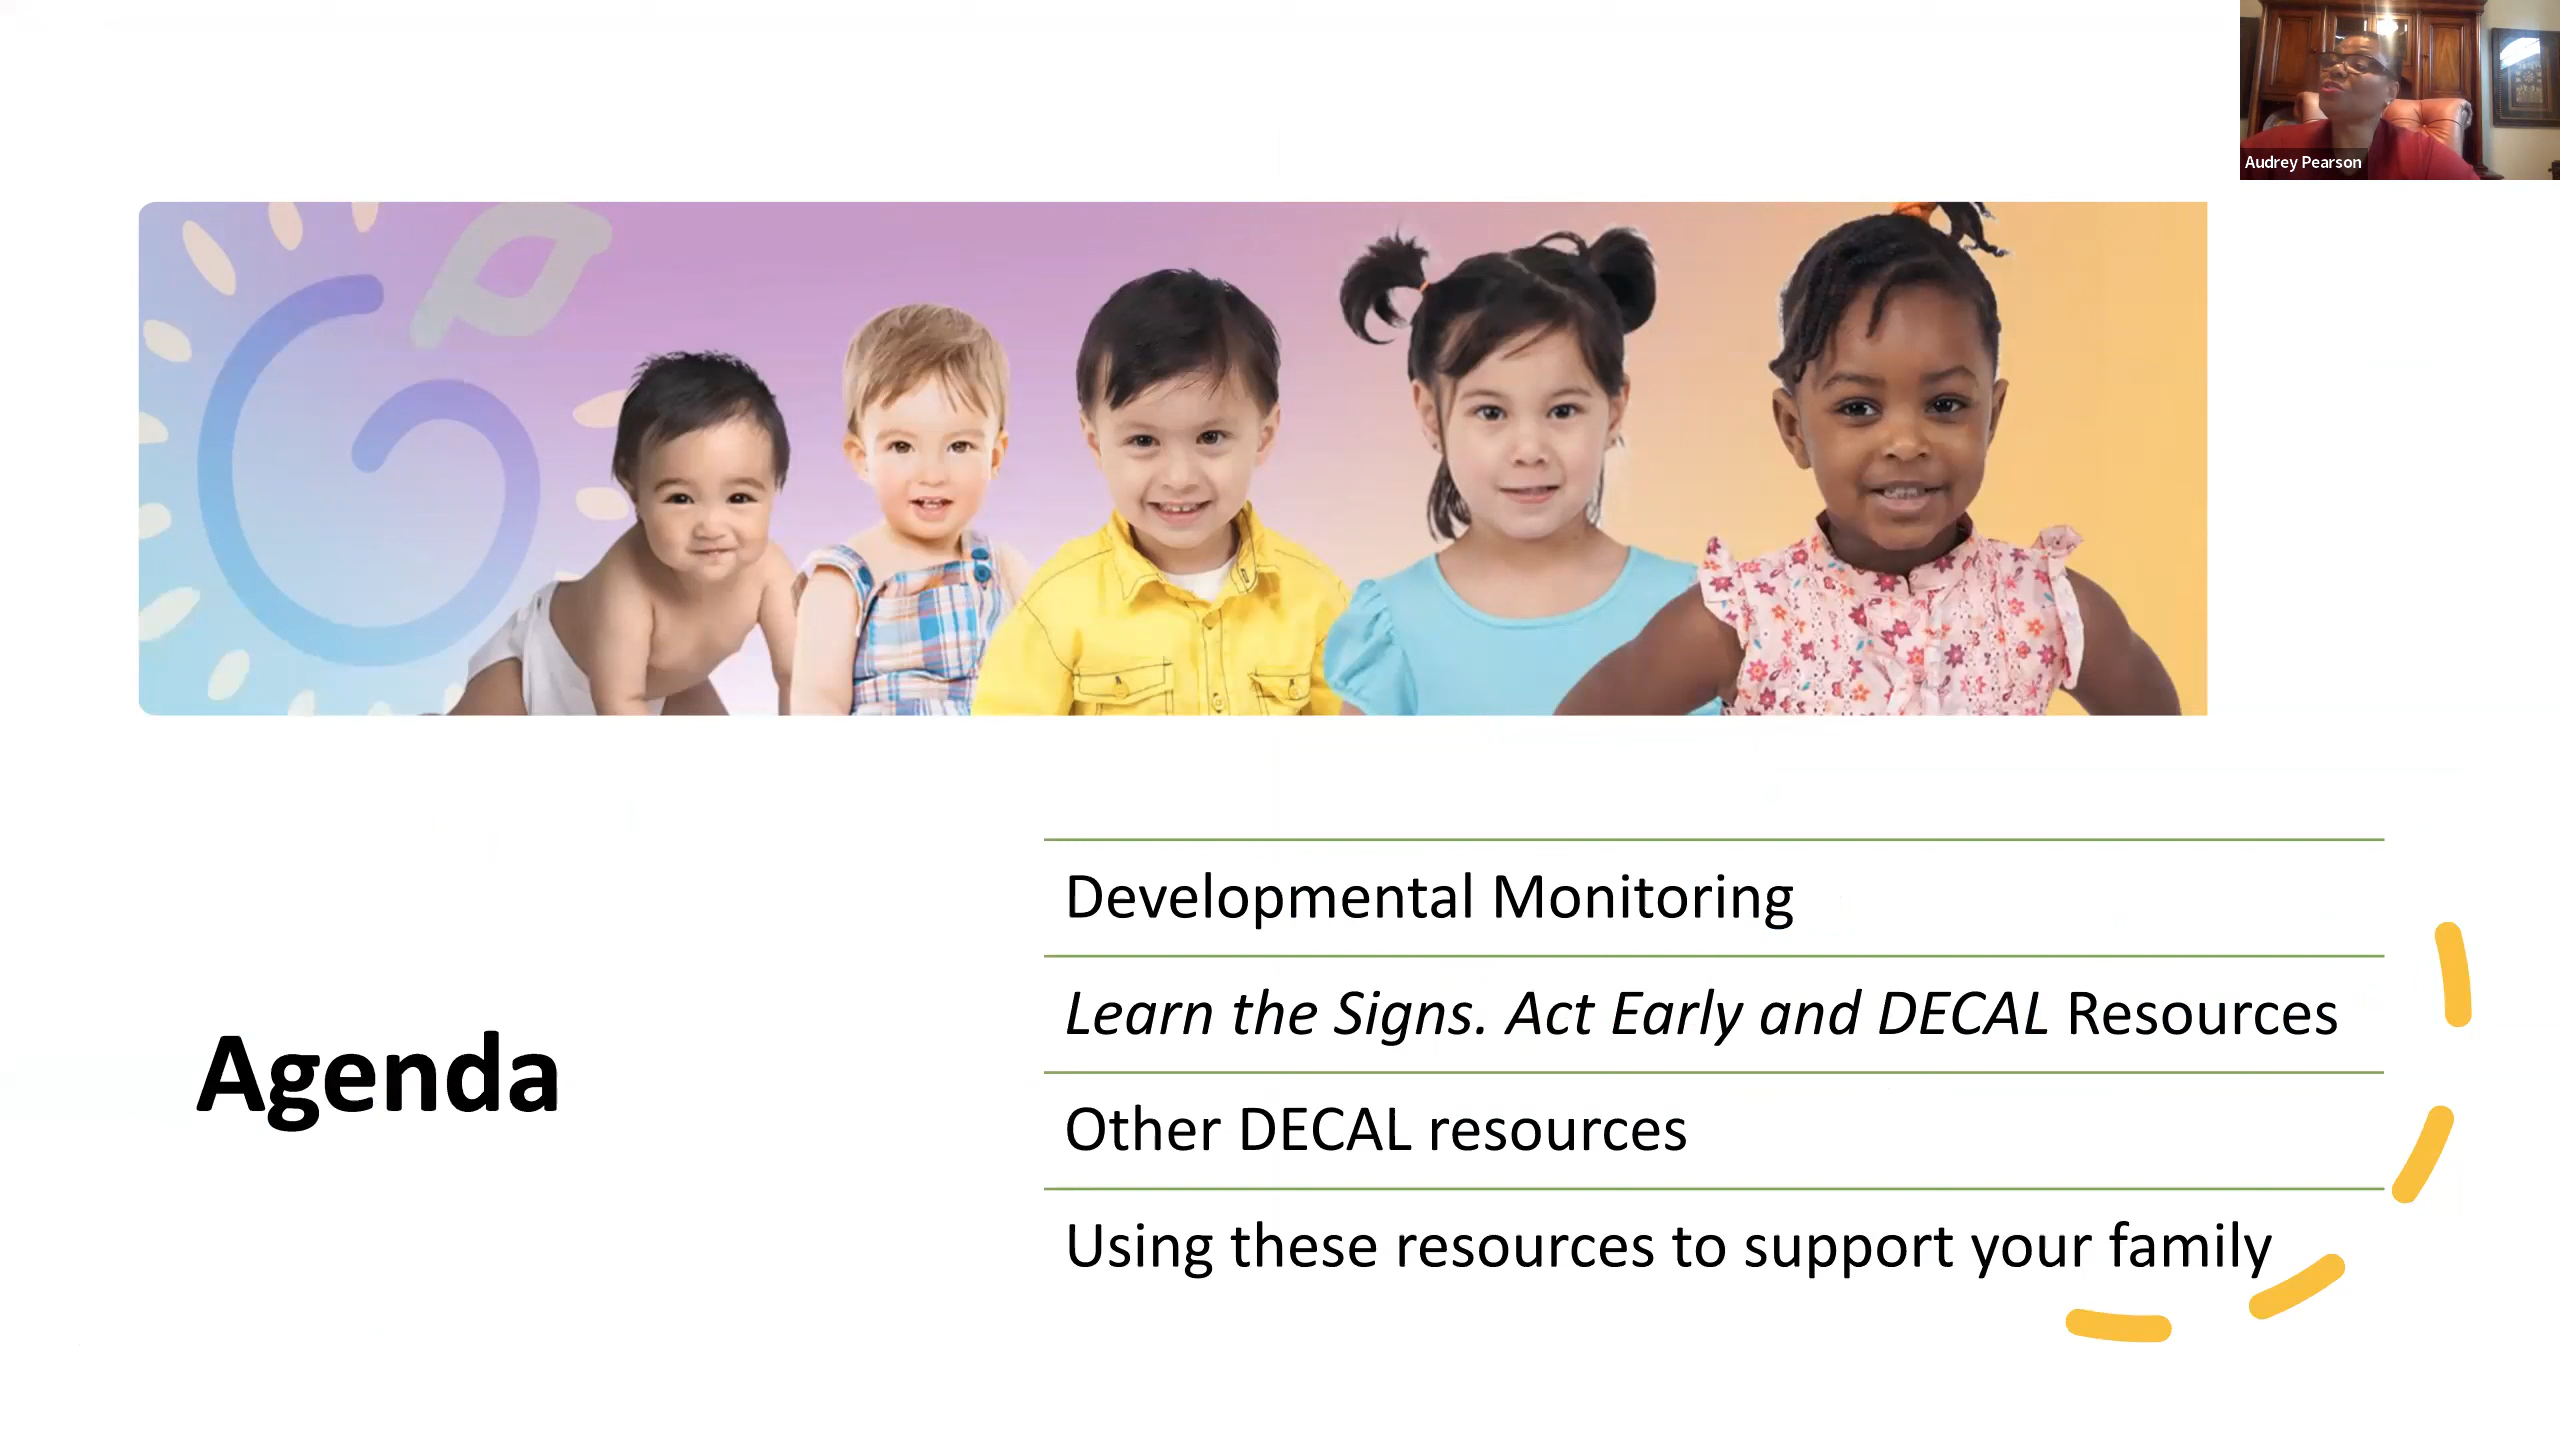 Audrey Pearson
Agenda
Developmental Monitoring
Learn the Signs. Act Early and DECAL Resources
Other DECAL resources
Using these resources to support your family